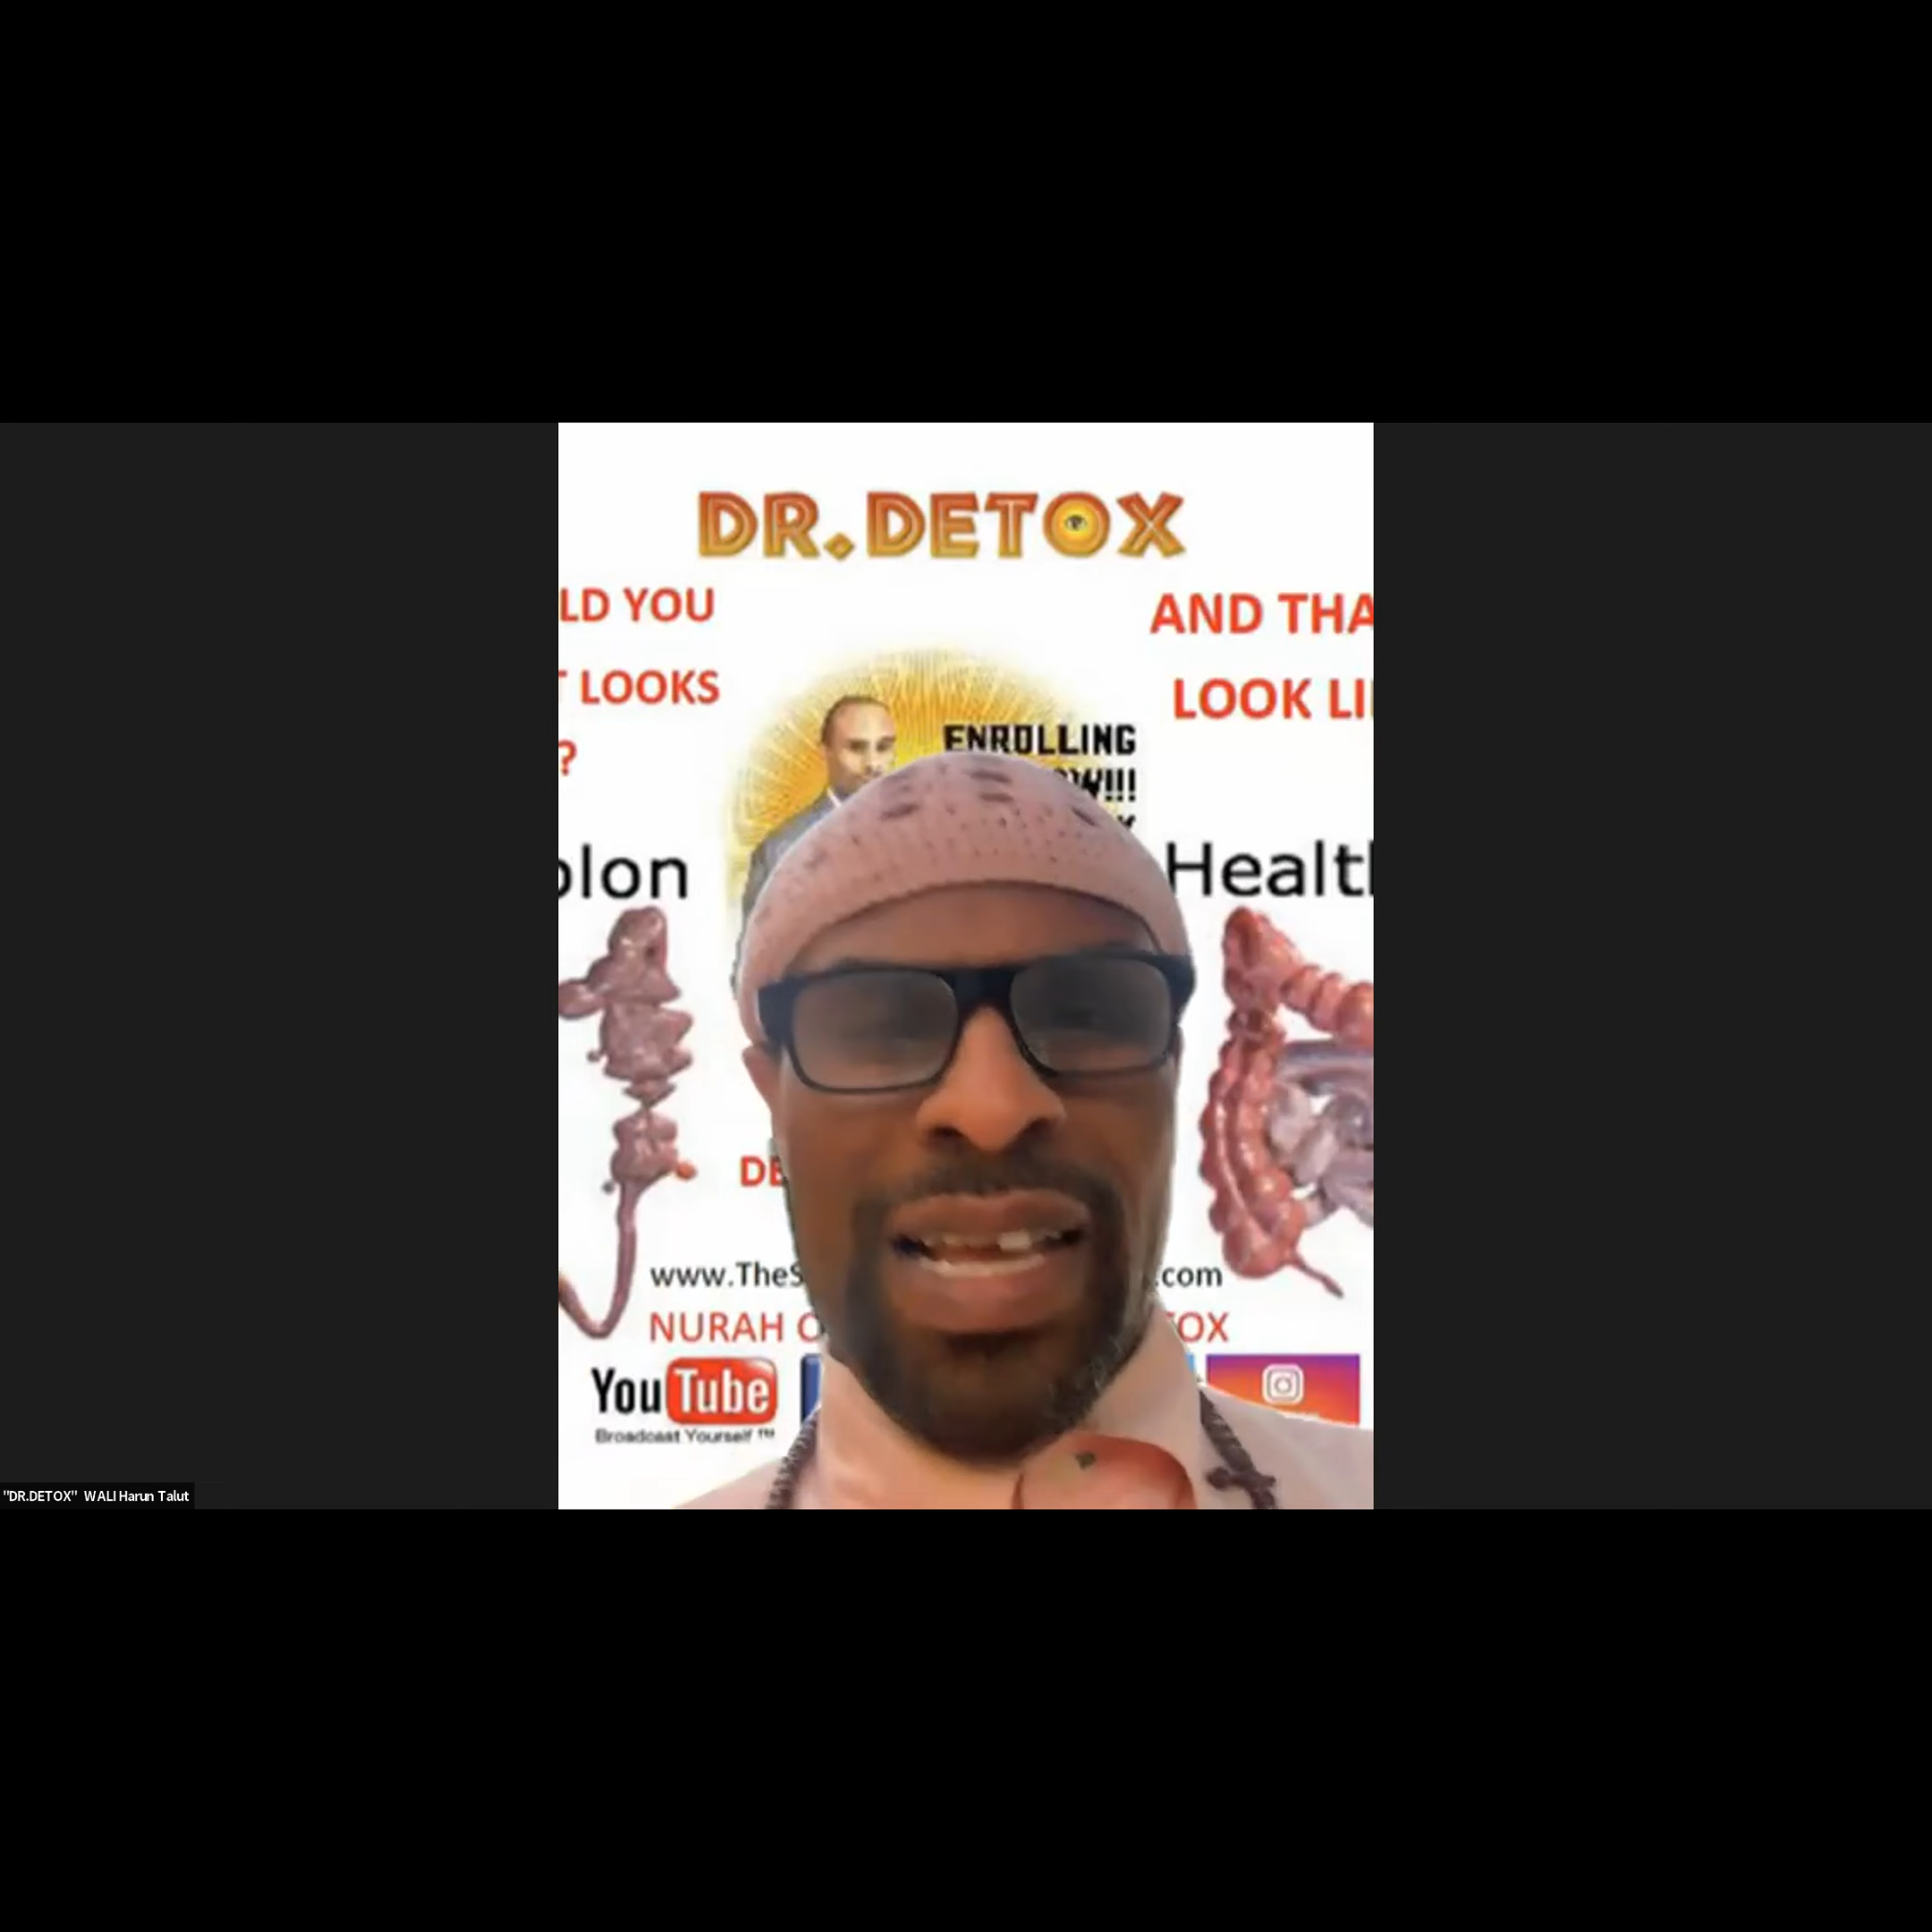 DR.DETOX
LD YOU
AND THA
LOOKS
LOOK LI
?
ENROLLING
W!!!
olon
Healt
DE
www.TheS
.com
NURAH
OX
YouTube
Broadcast Yourself ™
"DR.DETOX" WALI Harun Talut